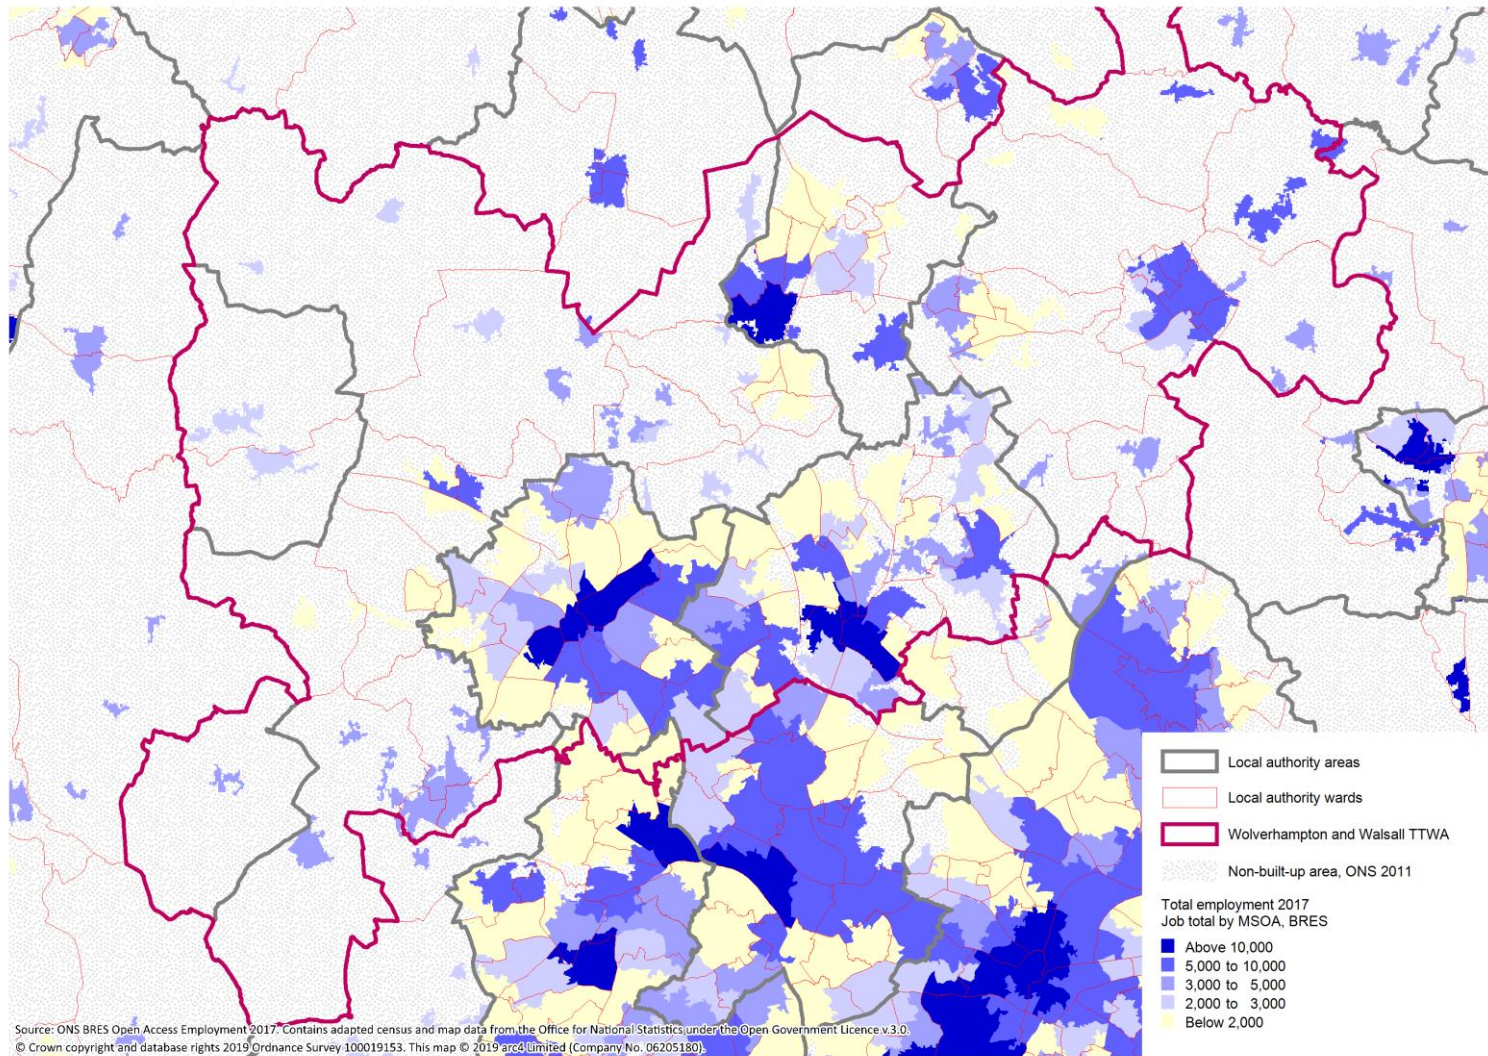 Local authority areas
Local authority wards
Wolverhampton and Walsall TTWA
Non-built-up area, ONS 2011
Total employment 2017
Job total by MSOA, BRES
Above 10,000
5,000 to 10,000
3,000 to 5,000
2,000 to 3,000
Below 2,000
Source: ONS BRES Open Access Employment 2017. Contains adapted census and map data from the Office for National Statistics under the Open Government Licence v.3.0.
© Crown copyright and database rights 2019 Ordnance Survey 100019153. This map © 2019 arc4 Limited (Company No. 06205180).